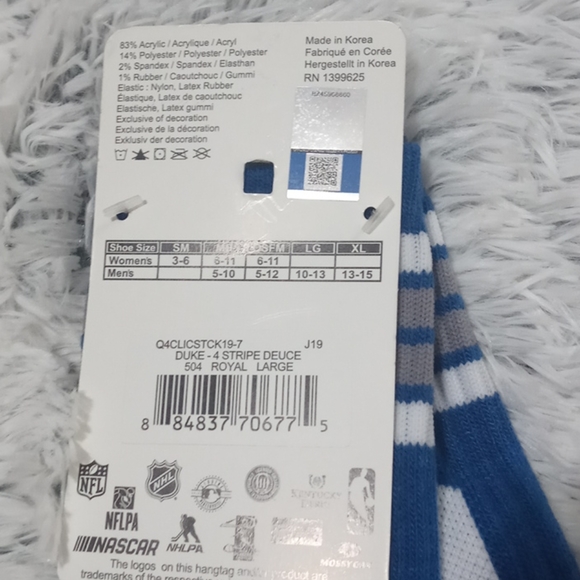 83% Acrylic / Acrylique / Acryl
14% Polyester / Polyester / Polyester
2% Spandex / Spandex / Elasthan
1% Rubber / Caoutchouc / Gummi
Elastic : Nylon, Latex Rubber
Élastique, Latex de caoutchouc
Elastische, Latex gummi
Exclusive of decoration
Exclusive de la décoration
Exklusiv der decoration
Made in Korea
Fabriqué en Corée
Hergestellt in Korea
RN 1399625
Shoe Size SM LG XL
Women's 3-6 6-11 6-11
Men's 5-10 5-12 10-13 13-15
Q4CLICSTCK19-7 J19
DUKE - 4 STRIPE DEUCE
504 ROYAL LARGE
8 84837 70677 5
NFL
NHL
NFLPA
NASCAR
NHLPA
The logos on this hangtag and/or
trademarks of the